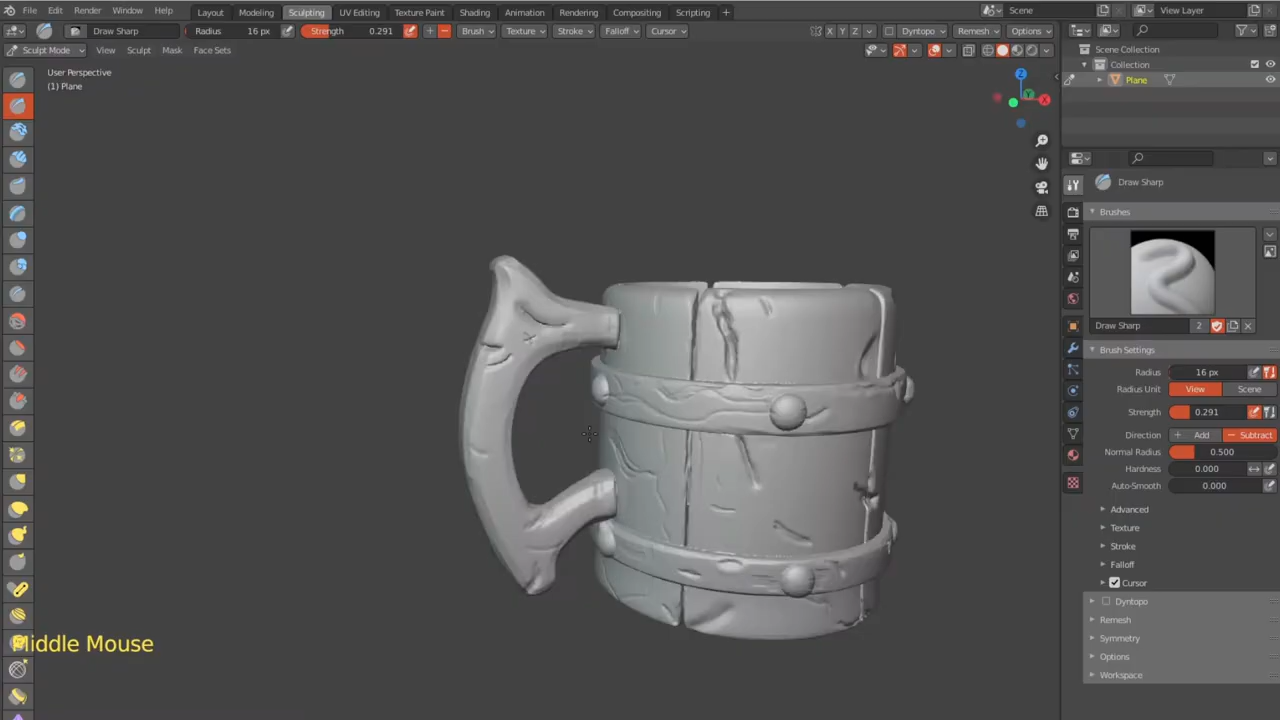 File Edit Render Window Help Layout Modeling Sculpting UV Editing Texture Paint Shading Animation Rendering Compositing Scripting + Scene View Layer
Draw Sharp Radius 16 px Strength 0.291 Brush Texture Stroke Falloff Cursor X Y Z Dyntopo Remesh Options
Sculpt Mode View Sculpt Mask Face Sets
Scene Collection
Collection
Plane
User Perspective
(1) Plane
Z
Y
X
Draw Sharp
Brushes
Draw Sharp 2
Brush Settings
Radius 16 px
Radius Unit View Scene
Strength 0.291
Direction + Add − Subtract
Normal Radius 0.500
Hardness 0.000
Auto-Smooth 0.000
Advanced
Texture
Stroke
Falloff
Cursor
Dyntopo
Remesh
Symmetry
Options
Workspace
Middle Mouse